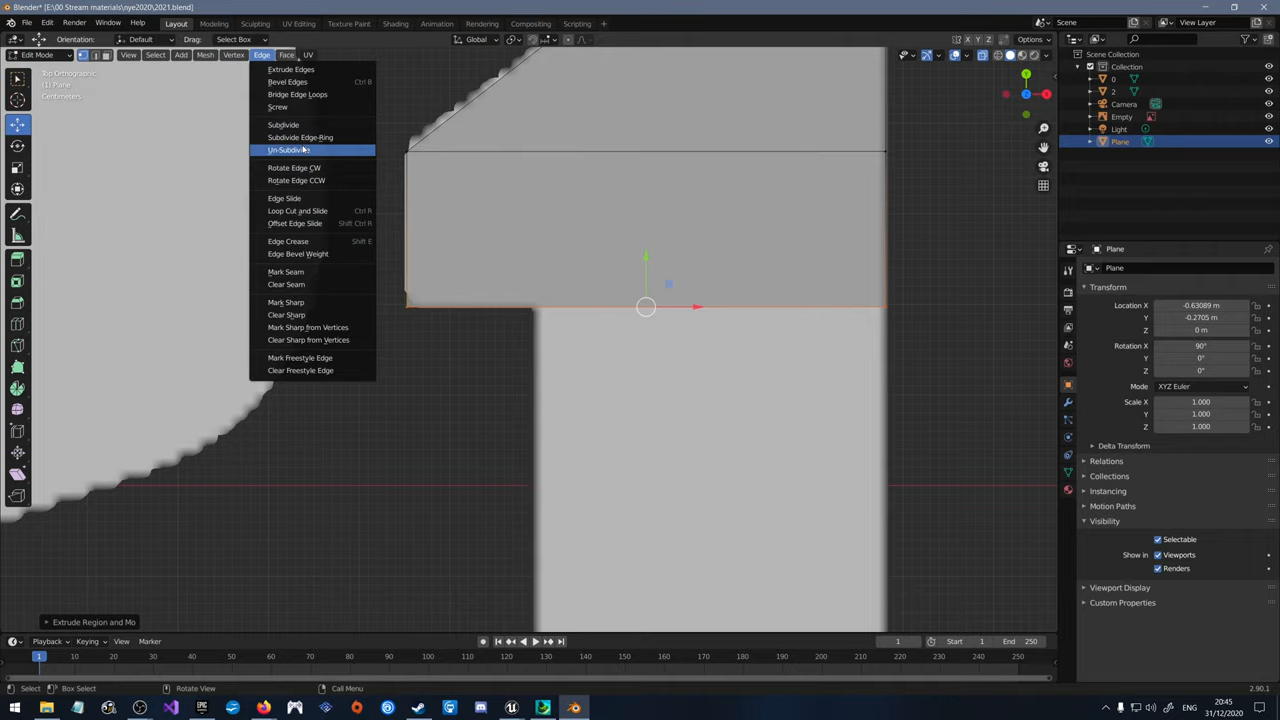 Blender* [E:\00 Stream materials\nye2020\2021.blend]
File Edit Render Window Help Layout Modeling Sculpting UV Editing Texture Paint Shading Animation Rendering Compositing Scripting + Scene View Layer
Orientation: Default Drag: Select Box Global X Y Z Options
Edit Mode View Select Add Mesh Vertex Edge Face UV
Top Orthographic
(1) Plane
Centimeters
Extrude Edges
Bevel Edges Ctrl B
Bridge Edge Loops
Screw
Subdivide
Subdivide Edge-Ring
Un-Subdivide
Rotate Edge CW
Rotate Edge CCW
Edge Slide
Loop Cut and Slide Ctrl R
Offset Edge Slide Shift Ctrl R
Edge Crease Shift E
Edge Bevel Weight
Mark Seam
Clear Seam
Mark Sharp
Clear Sharp
Mark Sharp from Vertices
Clear Sharp from Vertices
Mark Freestyle Edge
Clear Freestyle Edge
Y
Z X
Scene Collection
Collection
0
2
Camera
Empty
Light
Plane
Plane
Plane
Transform
Location X -0.63089 m
Y -0.2705 m
Z 0 m
Rotation X 90°
Y 0°
Z 0°
Mode XYZ Euler
Scale X 1.000
Y 1.000
Z 1.000
Delta Transform
Relations
Collections
Instancing
Motion Paths
Visibility
Selectable
Show in Viewports
Renders
Viewport Display
Custom Properties
Extrude Region and Mo
Playback Keying View Marker 1 Start 1 End 250
1 10 20 30 40 50 60 70 80 90 100 110 120 130 140 150 160 170 180 190 200 210 220 230 240 250
Select Box Select Rotate View Call Menu 2.90.1
ENG 20:45
31/12/2020